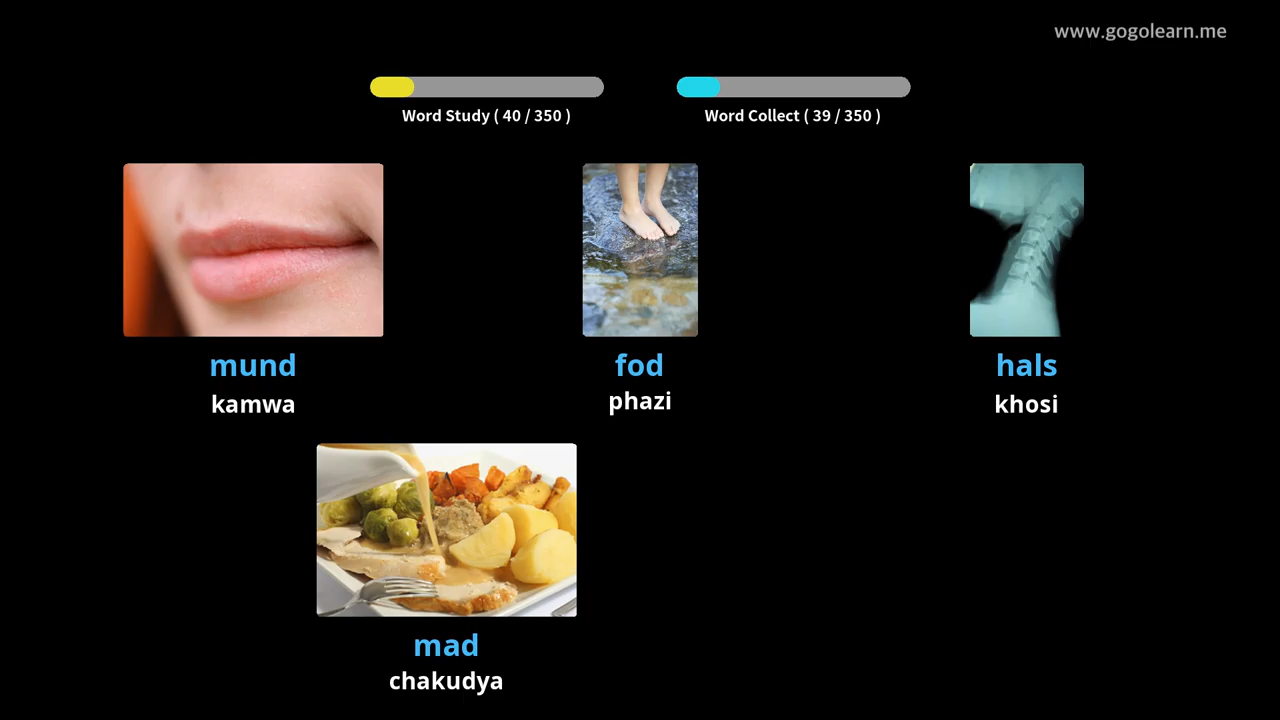 www.gogolearn.me
Word Study ( 40 / 350 )
Word Collect ( 39 / 350 )
mund
kamwa
fod
phazi
hals
khosi
mad
chakudya